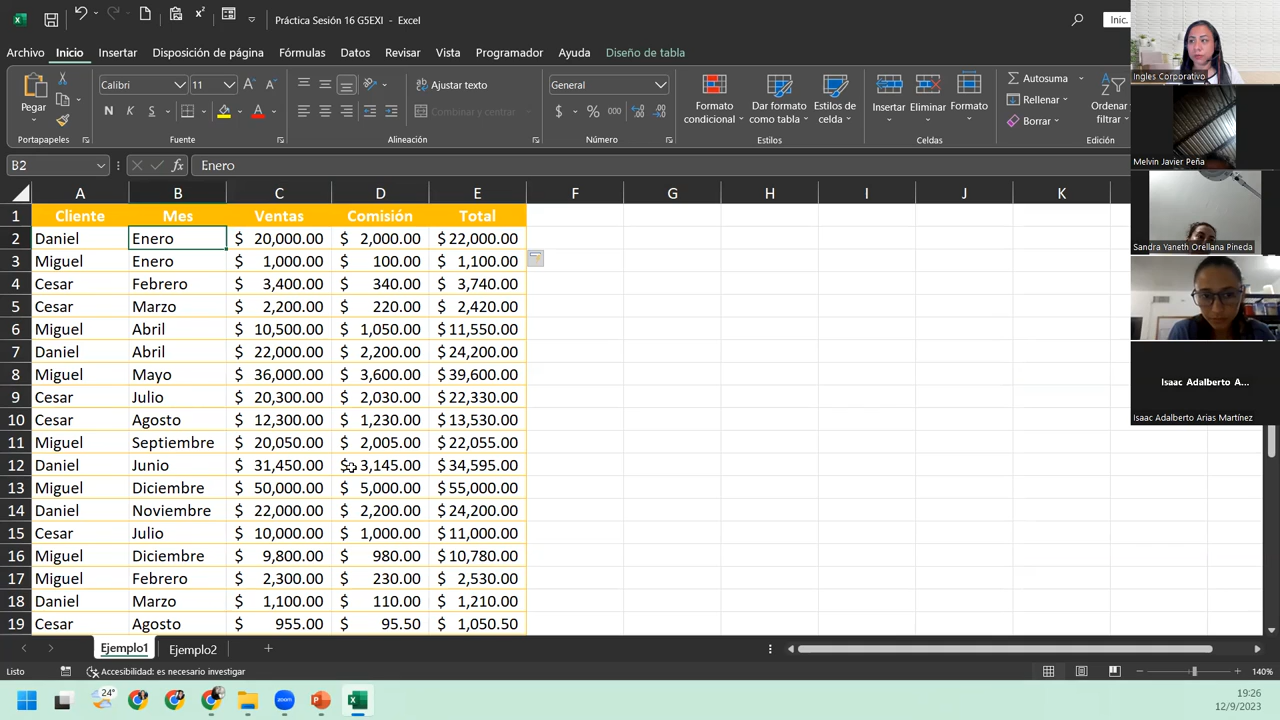 Práctica Sesión 16 G5EXI - Excel
Inic.
Archivo Inicio Insertar Disposición de página Fórmulas Datos Revisar Vista Programador Ayuda Diseño de tabla
Pegar
Calibri 11
N K S
Ajustar texto
Combinar y centrar
General
$ % 000
Formato condicional
Dar formato como tabla
Estilos de celda
Insertar Eliminar Formato
Autosuma
Rellenar
Borrar
Ordenar y filtrar
Portapapeles Fuente Alineación Número Estilos Celdas Edición
B2 fx Enero
A B C D E F G H I J K
1 Cliente Mes Ventas Comisión Total
2 Daniel Enero $ 20,000.00 $ 2,000.00 $ 22,000.00
3 Miguel Enero $ 1,000.00 $ 100.00 $ 1,100.00
4 Cesar Febrero $ 3,400.00 $ 340.00 $ 3,740.00
5 Cesar Marzo $ 2,200.00 $ 220.00 $ 2,420.00
6 Miguel Abril $ 10,500.00 $ 1,050.00 $ 11,550.00
7 Daniel Abril $ 22,000.00 $ 2,200.00 $ 24,200.00
8 Miguel Mayo $ 36,000.00 $ 3,600.00 $ 39,600.00
9 Cesar Julio $ 20,300.00 $ 2,030.00 $ 22,330.00
10 Cesar Agosto $ 12,300.00 $ 1,230.00 $ 13,530.00
11 Miguel Septiembre $ 20,050.00 $ 2,005.00 $ 22,055.00
12 Daniel Junio $ 31,450.00 $ 3,145.00 $ 34,595.00
13 Miguel Diciembre $ 50,000.00 $ 5,000.00 $ 55,000.00
14 Daniel Noviembre $ 22,000.00 $ 2,200.00 $ 24,200.00
15 Cesar Julio $ 10,000.00 $ 1,000.00 $ 11,000.00
16 Miguel Diciembre $ 9,800.00 $ 980.00 $ 10,780.00
17 Miguel Febrero $ 2,300.00 $ 230.00 $ 2,530.00
18 Daniel Marzo $ 1,100.00 $ 110.00 $ 1,210.00
19 Cesar Agosto $ 955.00 $ 95.50 $ 1,050.50
Ejemplo1 Ejemplo2
Listo Accesibilidad: es necesario investigar 140%
24°
19:26
12/9/2023
Ingles Corporativo
Melvin Javier Peña
Sandra Yaneth Orellana Pineda
Isaac Adalberto A...
Isaac Adalberto Arias Martínez